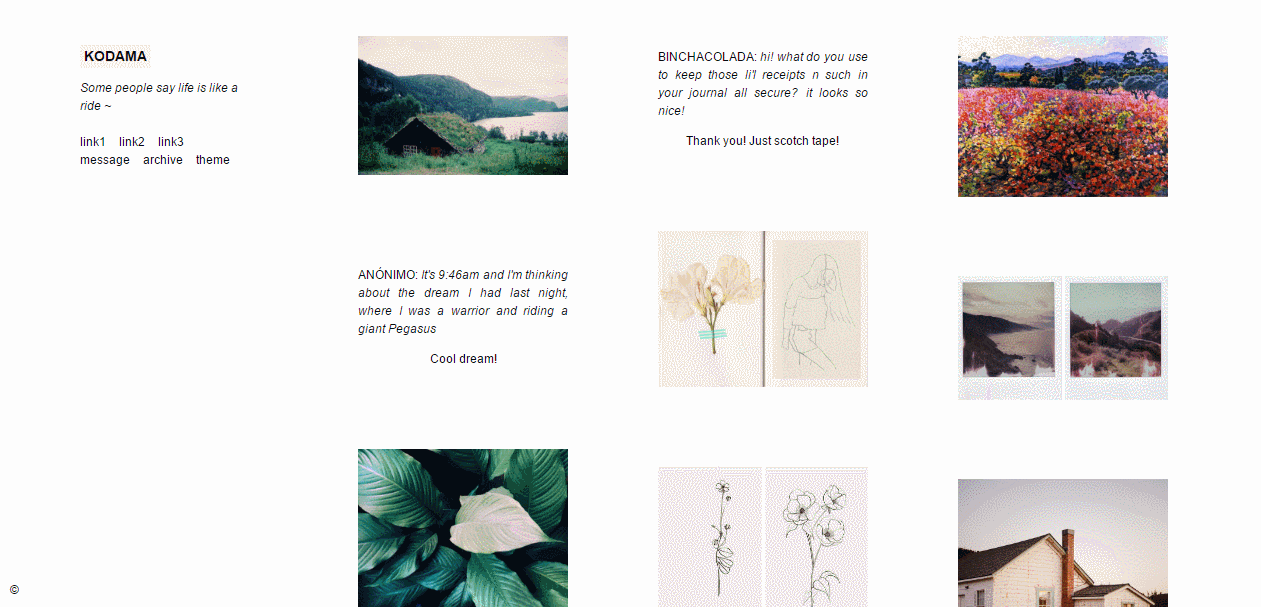 KODAMA
Some people say life is like a
ride ~
link1 link2 link3
message archive theme
ANÓNIMO: It's 9:46am and I'm thinking
about the dream I had last night,
where I was a warrior and riding a
giant Pegasus
Cool dream!
BINCHACOLADA: hi! what do you use
to keep those li'l receipts n such in
your journal all secure? it looks so
nice!
Thank you! Just scotch tape!
©